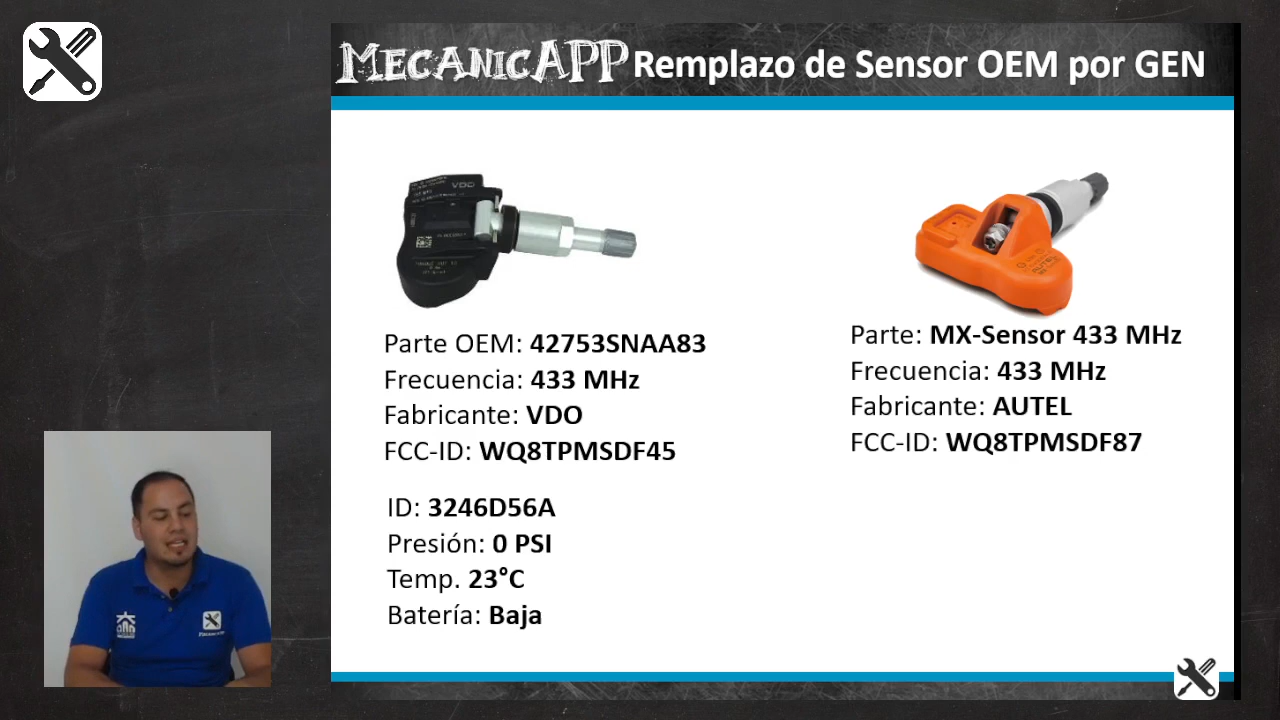 MECANICAPP Remplazo de Sensor OEM por GEN
VDO
Parte OEM: 42753SNAA83
Frecuencia: 433 MHz
Fabricante: VDO
FCC-ID: WQ8TPMSDF45
ID: 3246D56A
Presión: 0 PSI
Temp. 23°C
Batería: Baja
Parte: MX-Sensor 433 MHz
Frecuencia: 433 MHz
Fabricante: AUTEL
FCC-ID: WQ8TPMSDF87